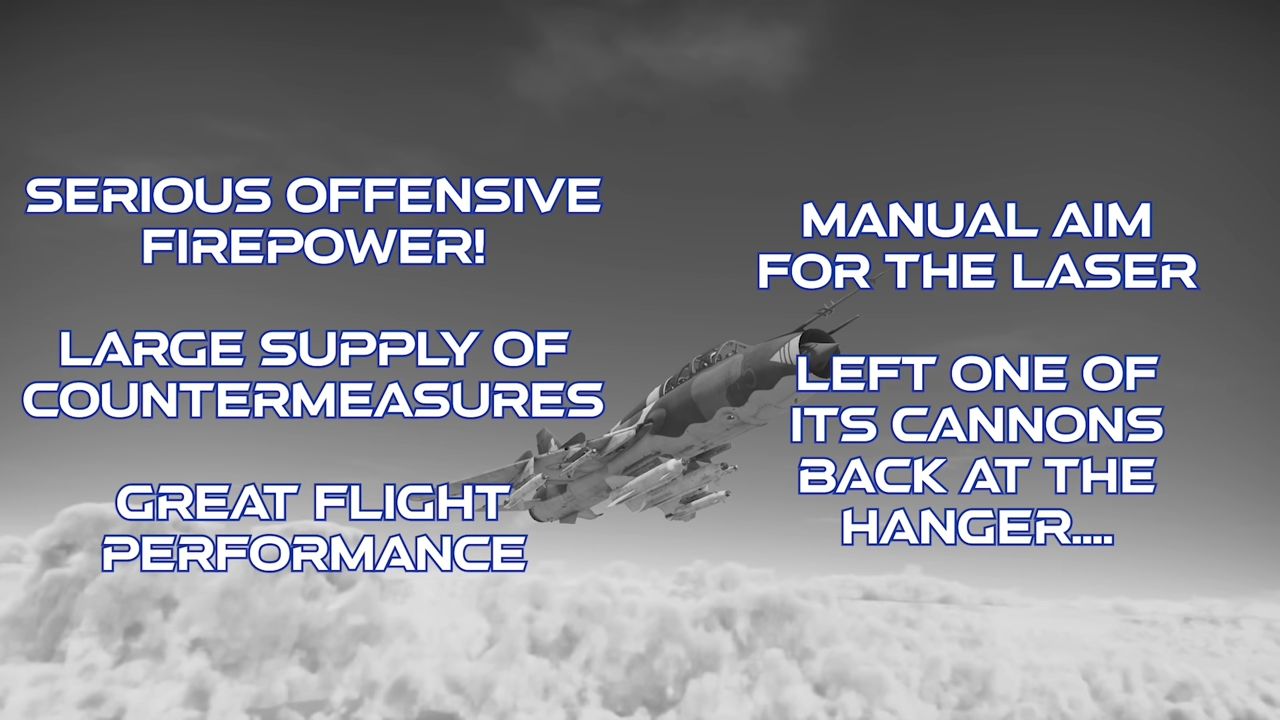 SERIOUS OFFENSIVE
FIREPOWER!
LARGE SUPPLY OF
COUNTERMEASURES
GREAT FLIGHT
PERFORMANCE
MANUAL AIM
FOR THE LASER
LEFT ONE OF
ITS CANNONS
BACK AT THE
HANGER....